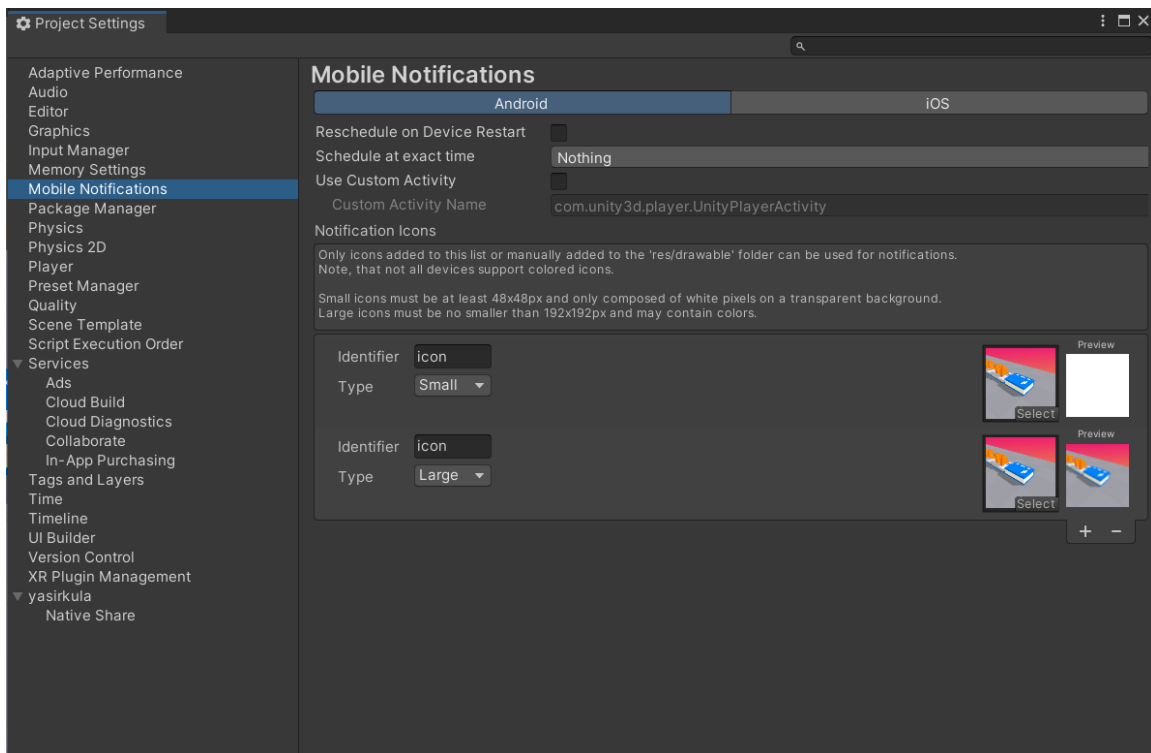 Project Settings
Adaptive Performance
Audio
Editor
Graphics
Input Manager
Memory Settings
Mobile Notifications
Package Manager
Physics
Physics 2D
Player
Preset Manager
Quality
Scene Template
Script Execution Order
Services
Ads
Cloud Build
Cloud Diagnostics
Collaborate
In-App Purchasing
Tags and Layers
Time
Timeline
UI Builder
Version Control
XR Plugin Management
yasirkula
Native Share
Mobile Notifications
Android iOS
Reschedule on Device Restart
Schedule at exact time Nothing
Use Custom Activity
Custom Activity Name com.unity3d.player.UnityPlayerActivity
Notification Icons
Only icons added to this list or manually added to the 'res/drawable' folder can be used for notifications.
Note, that not all devices support colored icons.
Small icons must be at least 48x48px and only composed of white pixels on a transparent background.
Large icons must be no smaller than 192x192px and may contain colors.
Identifier icon
Type Small
Select
Preview
Identifier icon
Type Large
Select
Preview
+ −